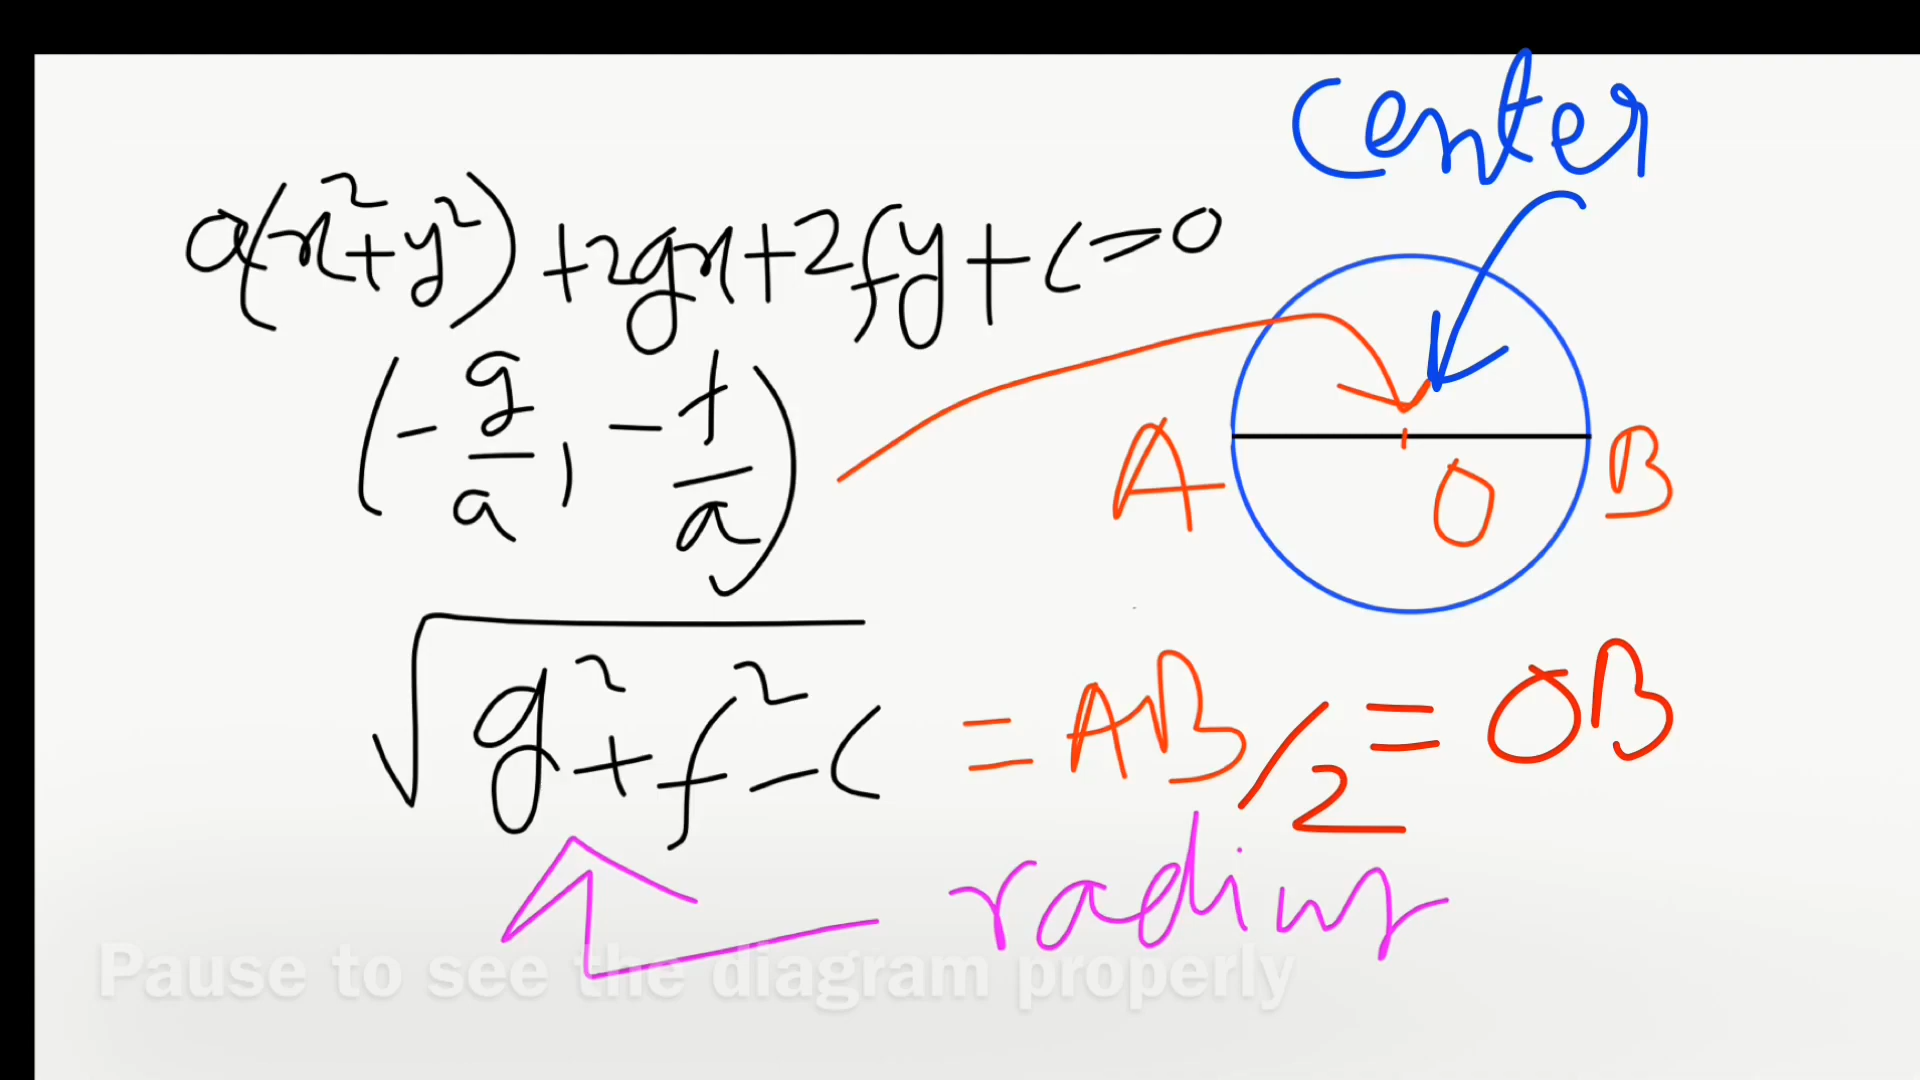 center
a(x²+y²)+2gx+2fy+c=0
(-g/a, -f/a)
A O B
√g²+f²-c = AB/2 = OB
radius
Pause to see the diagram properly